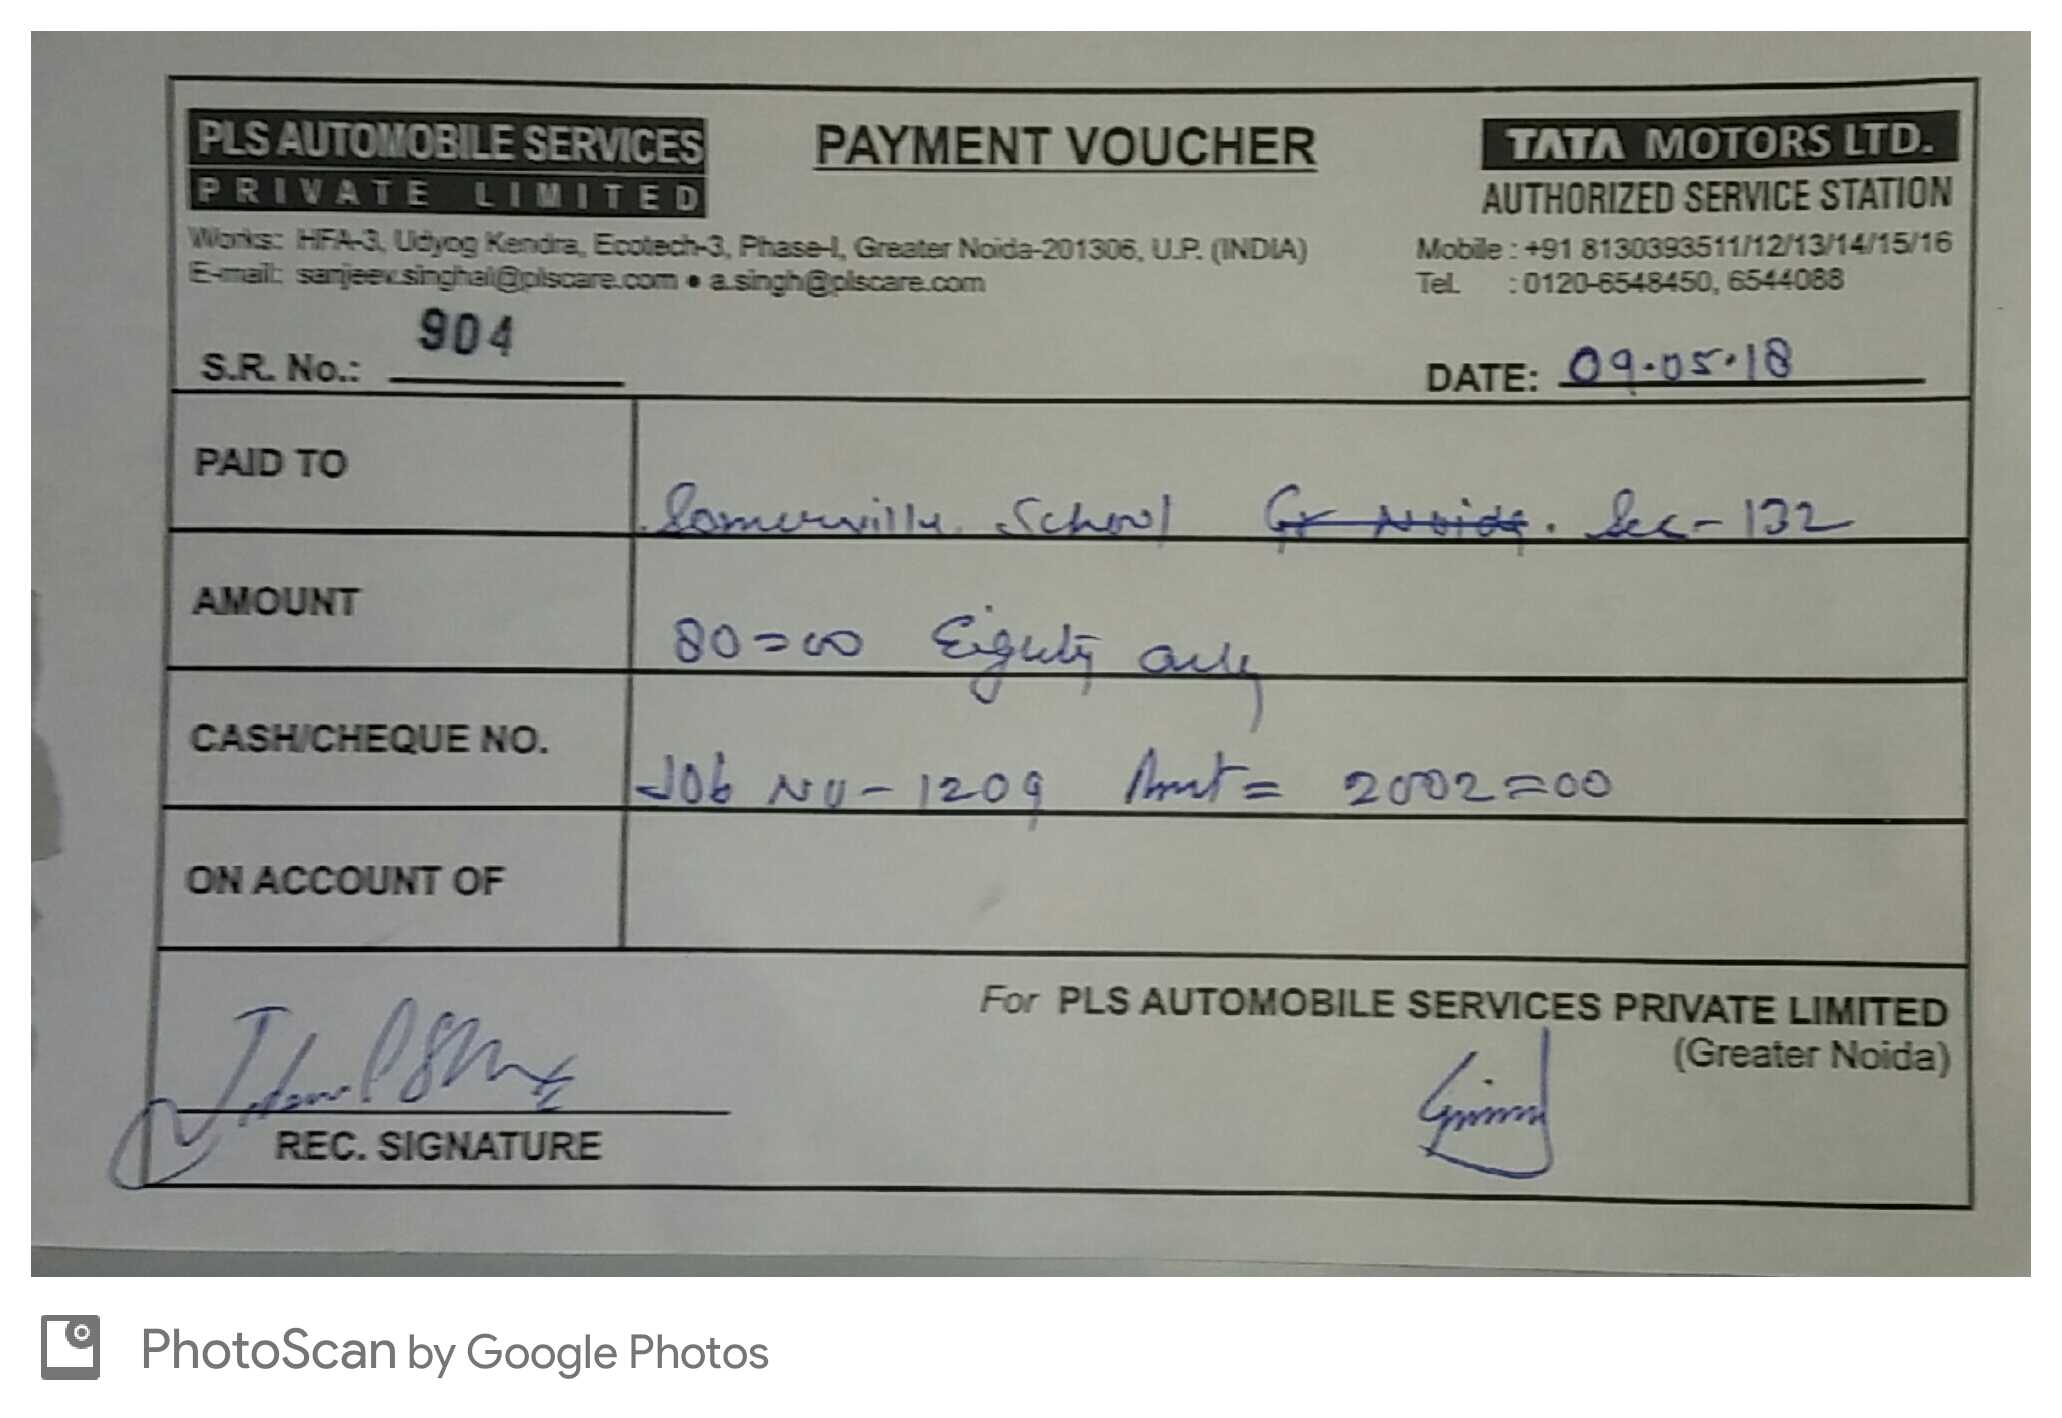 PLS AUTOMOBILE SERVICES
PRIVATE LIMITED
PAYMENT VOUCHER
TATA MOTORS LTD.
AUTHORIZED SERVICE STATION
Works: HFA-3, Udyog Kendra, Ecotech-3, Phase-I, Greater Noida-201306, U.P. (INDIA)
Mobile : +91 8130393511/12/13/14/15/16
E-mail: sanjeev.singhal@plscare.com • a.singh@plscare.com
Tel. : 0120-6548450, 6544088
S.R. No.: 904
DATE: 09.05.18
PAID TO Somerville School Gr Noida. Sec-132
AMOUNT 80=00 Eighty only
CASH/CHEQUE NO. Job No-1209 Amt= 2002=00
ON ACCOUNT OF
For PLS AUTOMOBILE SERVICES PRIVATE LIMITED
(Greater Noida)
REC. SIGNATURE
PhotoScan by Google Photos